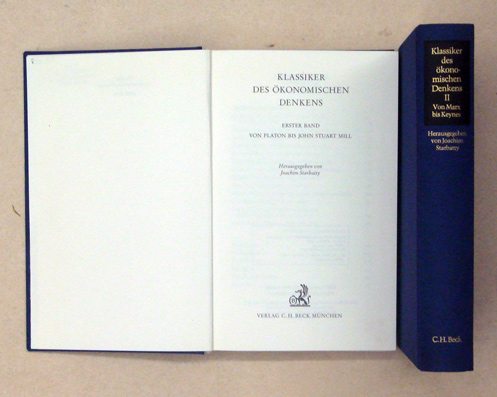 KLASSIKER
DES ÖKONOMISCHEN
DENKENS
ERSTER BAND
VON PLATON BIS JOHN STUART MILL
Herausgegeben von
Joachim Starbatty
VERLAG C. H. BECK MÜNCHEN
Klassiker
des
ökono-
mischen
Denkens
II
Von Marx
bis Keynes
Herausgegeben
von Joachim
Starbatty
C.H. Beck